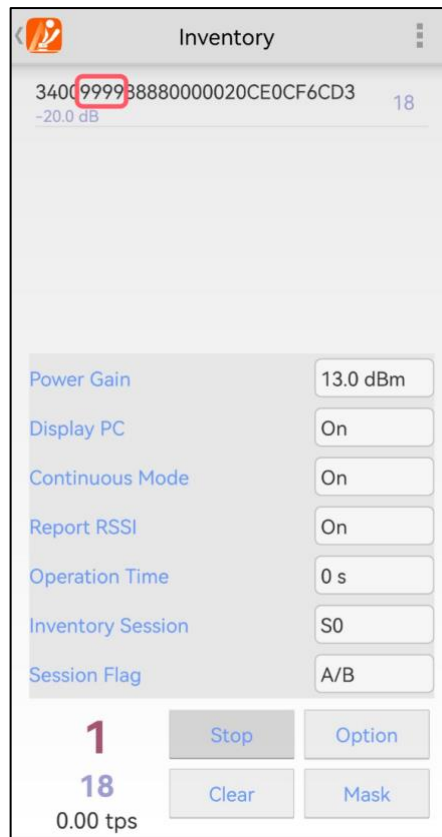 Inventory
3400999988880000020CE0CF6CD3
-20.0 dB
18
Power Gain 13.0 dBm
Display PC On
Continuous Mode On
Report RSSI On
Operation Time 0 s
Inventory Session S0
Session Flag A/B
1
Stop Option
18
Clear Mask
0.00 tps